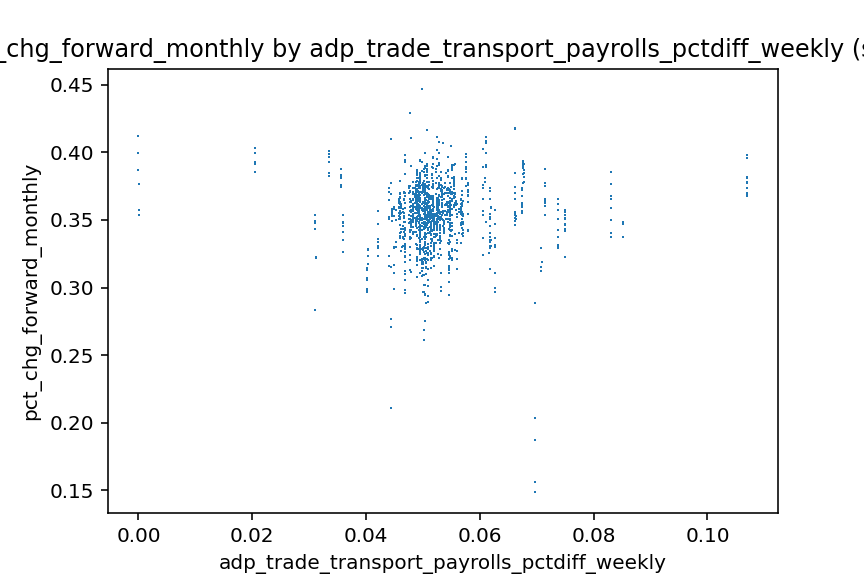 _chg_forward_monthly by adp_trade_transport_payrolls_pctdiff_weekly (s
0.45
0.40
0.35
0.30
0.25
0.20
0.15
pct_chg_forward_monthly
0.00 0.02 0.04 0.06 0.08 0.10
adp_trade_transport_payrolls_pctdiff_weekly